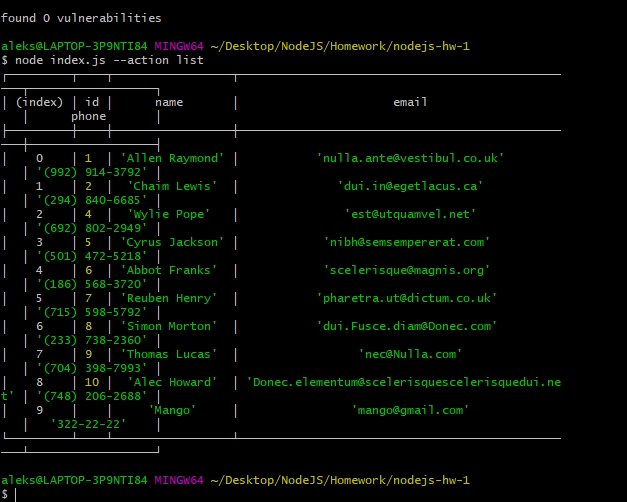 found 0 vulnerabilities
aleks@LAPTOP-3P9NTI84 MINGW64 ~/Desktop/NodeJS/Homework/nodejs-hw-1
$ node index.js --action list
| (index) | id | name | email
| phone |
| 0 | 1 | 'Allen Raymond' | 'nulla.ante@vestibul.co.uk'
| '(992) 914-3792' |
| 1 | 2 | 'Chaim Lewis' | 'dui.in@egetlacus.ca'
| '(294) 840-6685' |
| 2 | 4 | 'Wylie Pope' | 'est@utquamvel.net'
| '(692) 802-2949' |
| 3 | 5 | 'Cyrus Jackson' | 'nibh@semsempererat.com'
| '(501) 472-5218' |
| 4 | 6 | 'Abbot Franks' | 'scelerisque@magnis.org'
| '(186) 568-3720' |
| 5 | 7 | 'Reuben Henry' | 'pharetra.ut@dictum.co.uk'
| '(715) 598-5792' |
| 6 | 8 | 'Simon Morton' | 'dui.Fusce.diam@Donec.com'
| '(233) 738-2360' |
| 7 | 9 | 'Thomas Lucas' | 'nec@Nulla.com'
| '(704) 398-7993' |
| 8 | 10 | 'Alec Howard' | 'Donec.elementum@scelerisquescelerisquedui.ne
t' | '(748) 206-2688' |
| 9 | | 'Mango' | 'mango@gmail.com'
| '322-22-22' |
aleks@LAPTOP-3P9NTI84 MINGW64 ~/Desktop/NodeJS/Homework/nodejs-hw-1
$